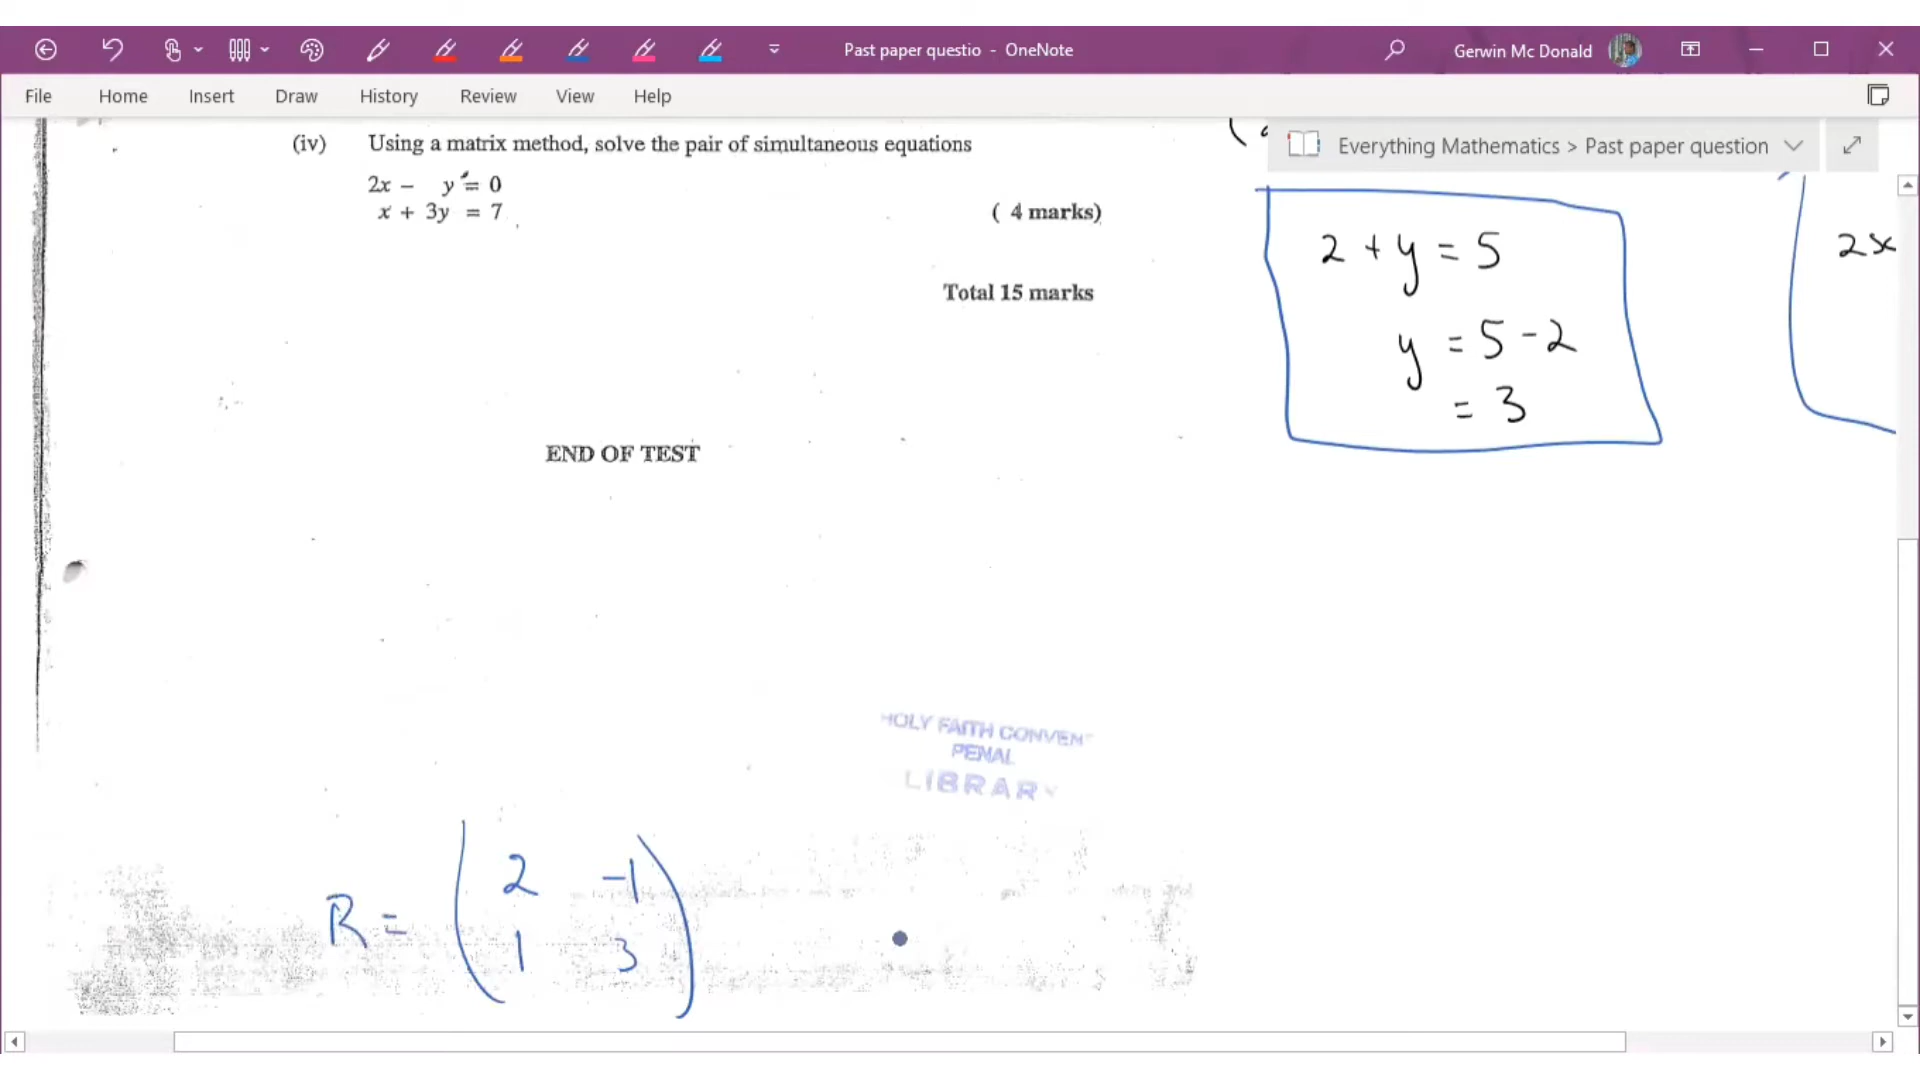 Past paper questio - OneNote
Gerwin Mc Donald
File Home Insert Draw History Review View Help
Everything Mathematics > Past paper question
(iv) Using a matrix method, solve the pair of simultaneous equations
2x - y = 0
x + 3y = 7
( 4 marks)
Total 15 marks
END OF TEST
2 + y = 5
y = 5 - 2
= 3
2x
HOLY FAITH CONVENT
PENAL
LIBRARY
R = ( 2 -1
1 3 )